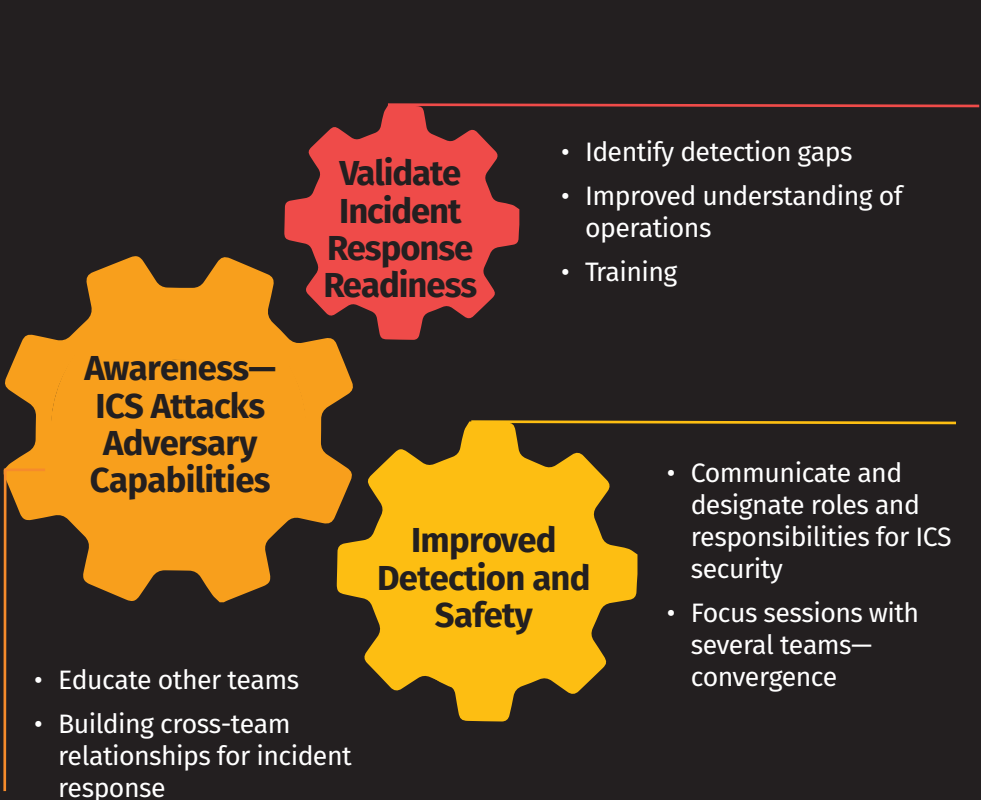 Validate
Incident
Response
Readiness
• Identify detection gaps
• Improved understanding of
operations
• Training
Awareness—
ICS Attacks
Adversary
Capabilities
• Educate other teams
• Building cross-team
relationships for incident
response
Improved
Detection and
Safety
• Communicate and
designate roles and
responsibilities for ICS
security
• Focus sessions with
several teams—
convergence